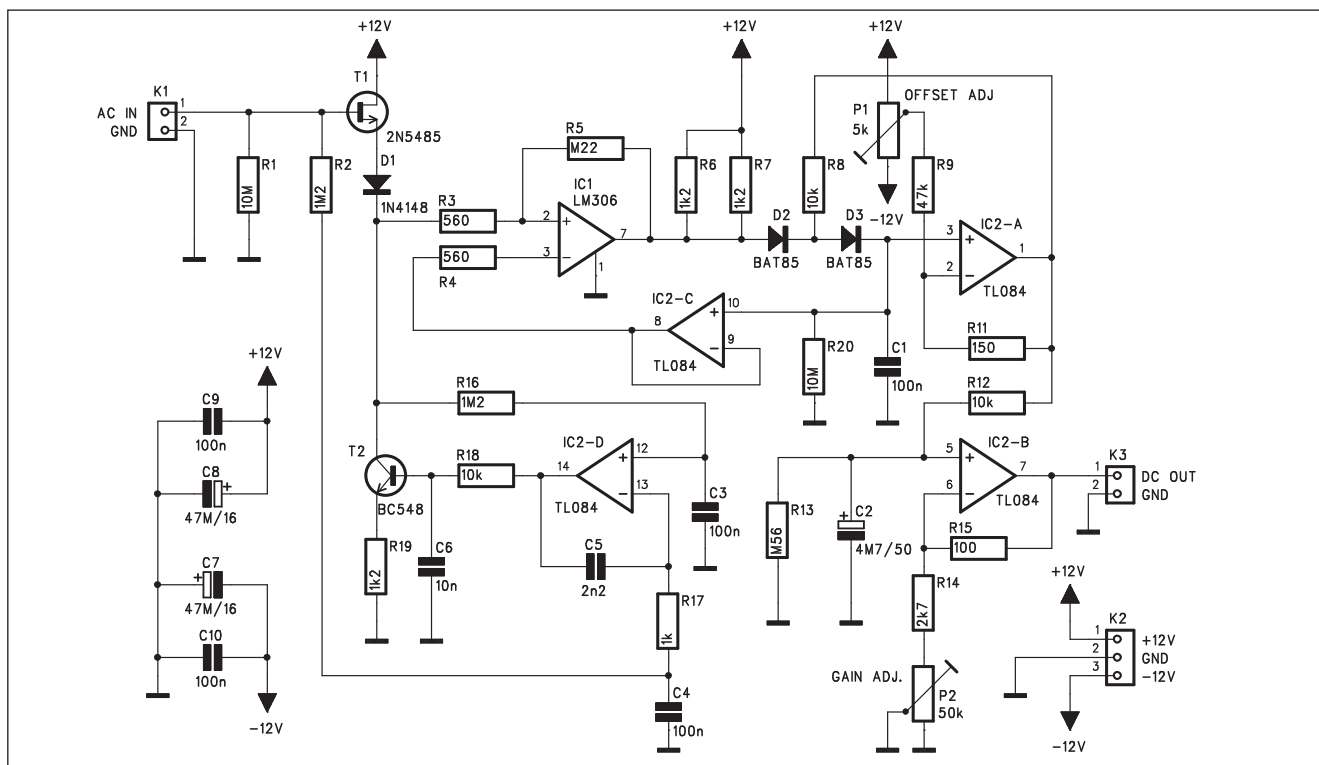 +12V
+12V
+12V
T1
K1
AC IN
1
GND
2
2N5485
R1
10M
R2
1M2
D1
1N4148
R3
560
R4
560
R5
M22
IC1
LM306
2
+
3
−
7
1
R6
1k2
R7
1k2
D2
BAT85
R8
10k
D3
BAT85
P1
5k
OFFSET ADJ
-12V
R9
47k
IC2-A
3
+
2
−
1
TL084
IC2-C
10
+
9
−
8
TL084
R20
10M
C1
100n
R11
150
R12
10k
+12V
C9
100n
C8
+
47M/16
C7
+
47M/16
C10
100n
-12V
R16
1M2
T2
BC548
R18
10k
IC2-D
14
12
+
13
−
TL084
C3
100n
R19
1k2
C6
10n
C5
2n2
R17
1k
C4
100n
R13
M56
C2
+
4M7/50
IC2-B
5
+
6
−
7
TL084
K3
1
DC OUT
2
GND
R15
100
R14
2k7
GAIN ADJ.
P2
50k
+12V
K2
1
+12V
2
GND
3
-12V
-12V